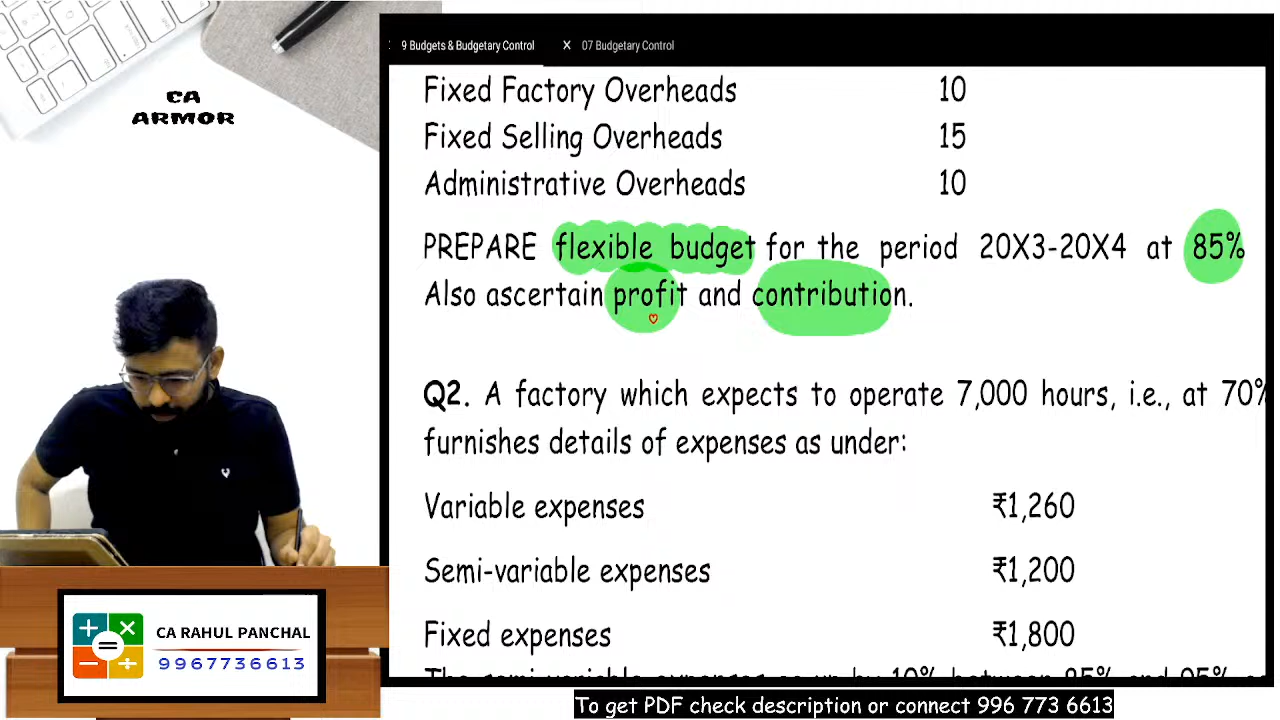 9 Budgets & Budgetary Control X 07 Budgetary Control
CA
ARMOR
Fixed Factory Overheads 10
Fixed Selling Overheads 15
Administrative Overheads 10
PREPARE flexible budget for the period 20X3-20X4 at 85%
Also ascertain profit and contribution.
Q2. A factory which expects to operate 7,000 hours, i.e., at 70%
furnishes details of expenses as under:
Variable expenses ₹1,260
Semi-variable expenses ₹1,200
Fixed expenses ₹1,800
CA RAHUL PANCHAL
9967736613
To get PDF check description or connect 996 773 6613